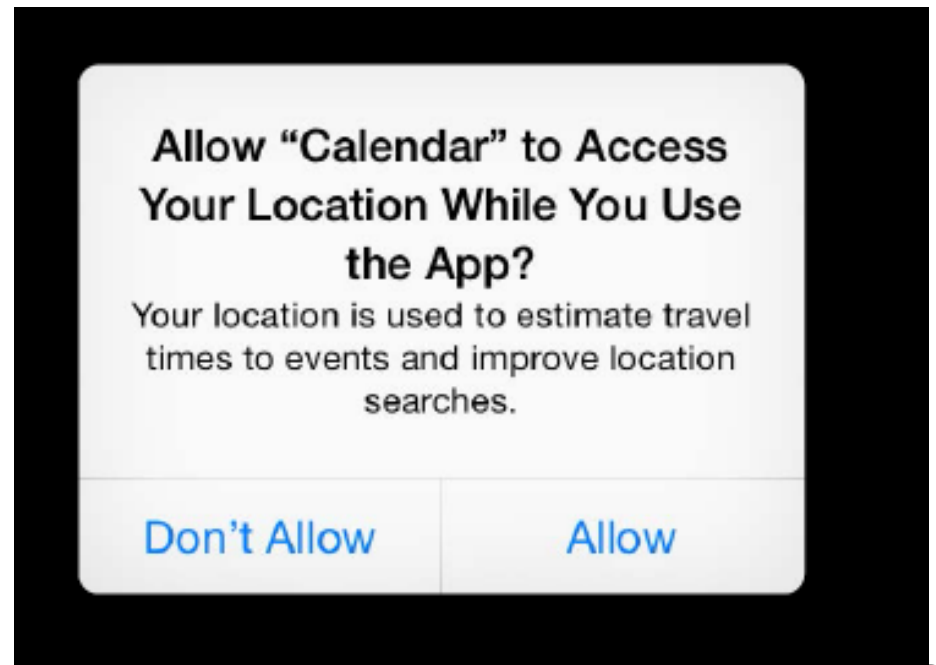 Allow “Calendar” to Access
Your Location While You Use
the App?
Your location is used to estimate travel
times to events and improve location
searches.
Don’t Allow
Allow